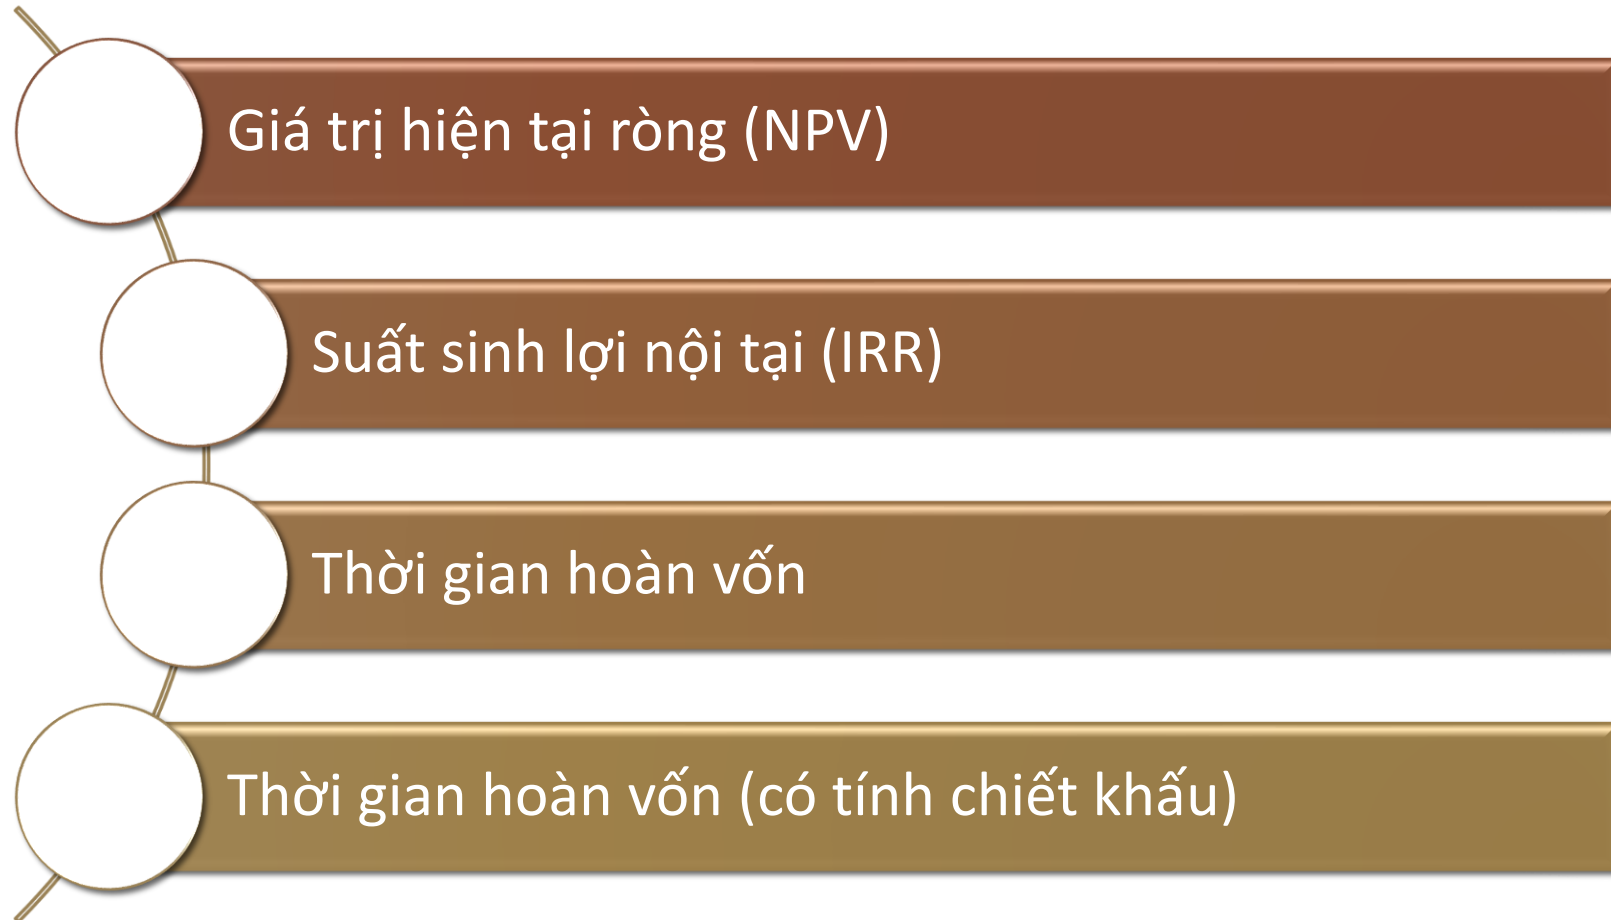 Giá trị hiện tại ròng (NPV)
Suất sinh lợi nội tại (IRR)
Thời gian hoàn vốn
Thời gian hoàn vốn (có tính chiết khấu)